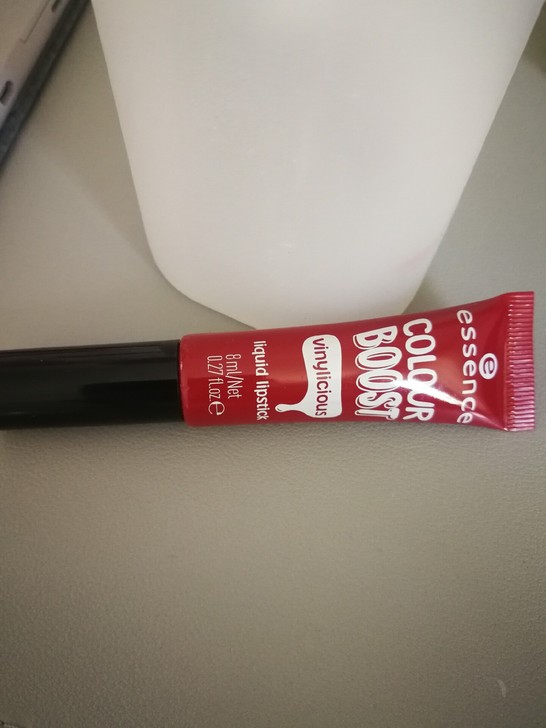 essence
COLOUR
BOOST
vinylicious
liquid lipstick
8 ml/Net
0.27 fl.oz ℮